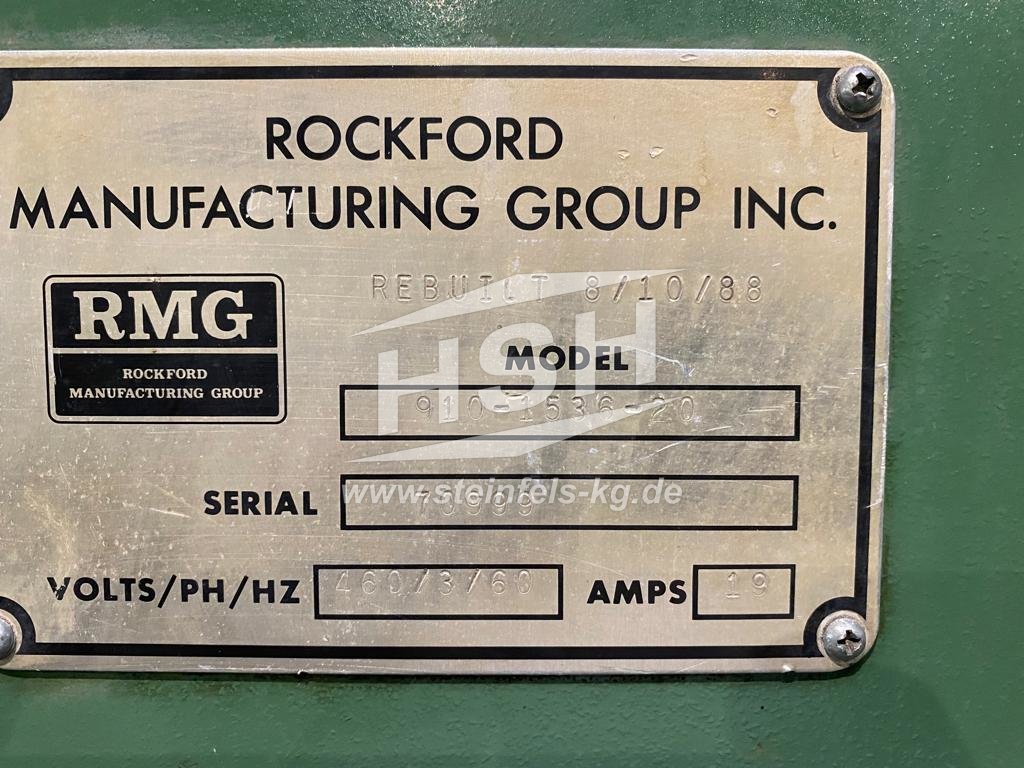 ROCKFORD
MANUFACTURING GROUP INC.
RMG
ROCKFORD
MANUFACTURING GROUP
REBUILT 8/10/88
HSH
MODEL
910-1536-20
www.steinfels-kg.de
SERIAL
VOLTS/PH/HZ 460/3/60 AMPS 19